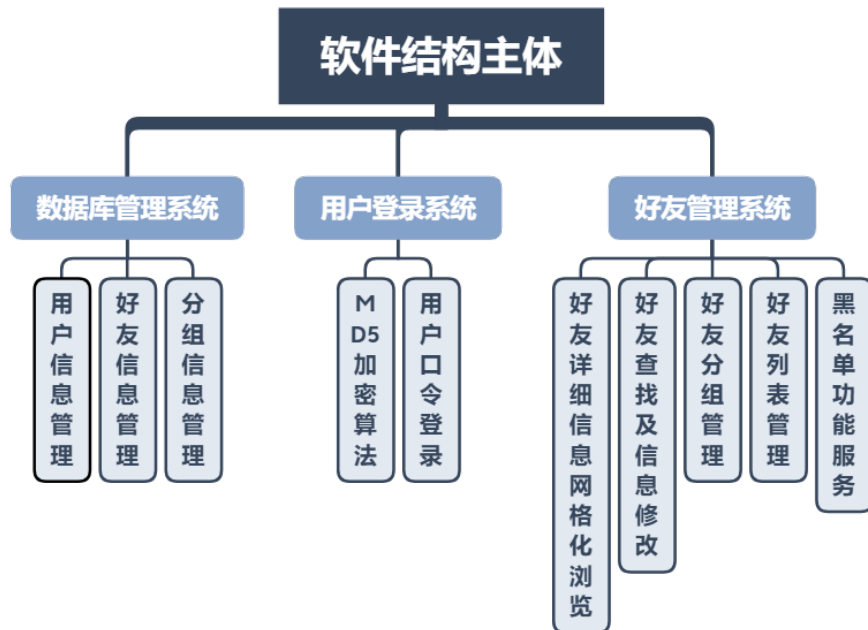 软件结构主体
数据库管理系统
用户登录系统
好友管理系统
用户信息管理
好友信息管理
分组信息管理
MD5加密算法
用户口令登录
好友详细信息网格化浏览
好友查找及信息修改
好友分组管理
好友列表管理
黑名单功能服务